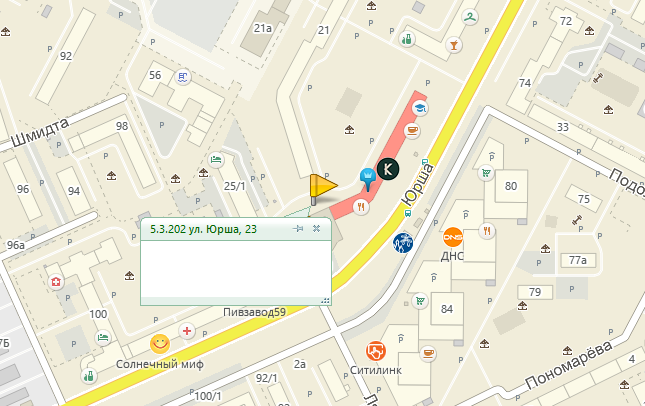 21а
21
72
92
56
74
Шмидта
98
33
96
94
25/1
К
Юрша
80
75
96а
5.3.202 ул. Юрша, 23
ДНС
DNS
77а
79
100
Пивзавод59
84
Солнечный миф
2а
Ситилинк
Пономарёва
4
92/1
100/1
P